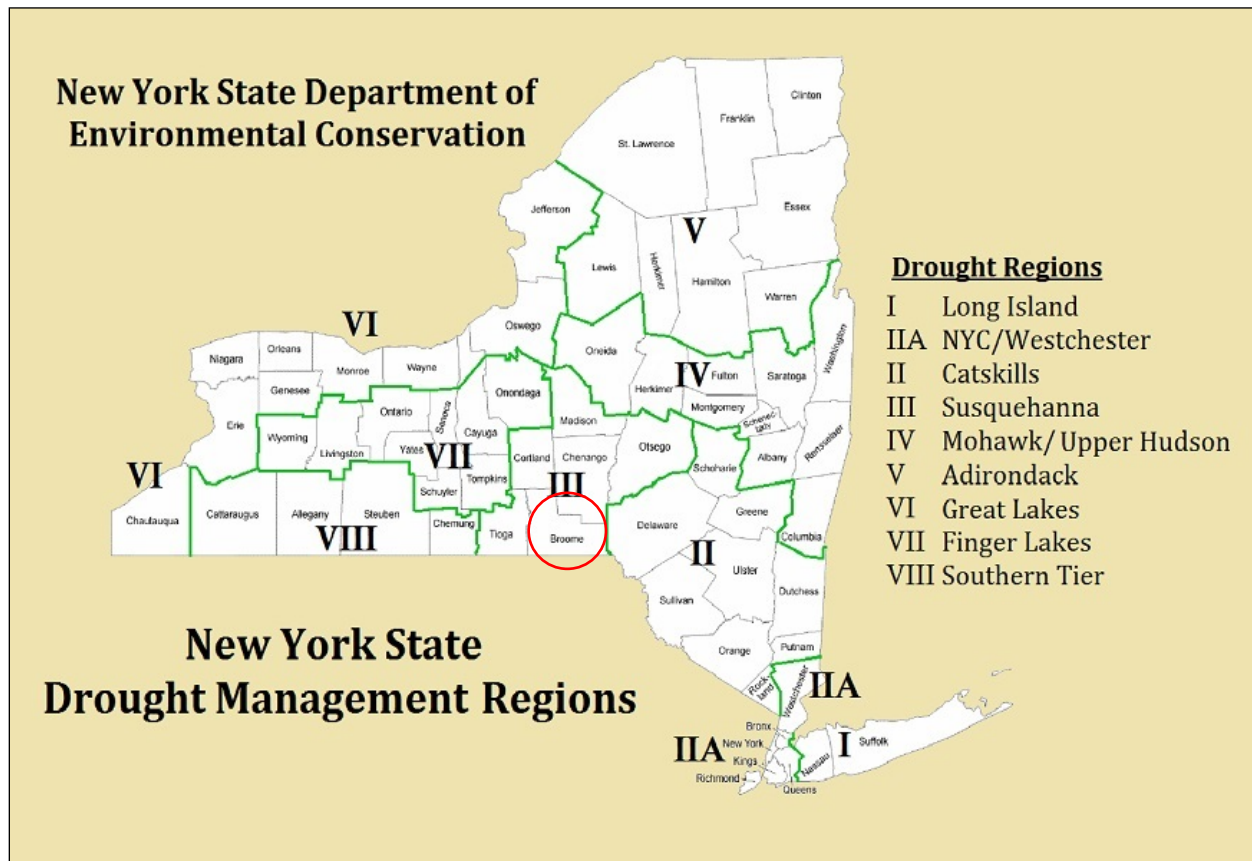 New York State Department of
Environmental Conservation
Clinton
Franklin
St. Lawrence
Essex
Jefferson
V
Lewis
Herkimer
Hamilton
Warren
Washington
VI
Oswego
Oneida
Niagara
Orleans
Monroe
Wayne
Genesee
IV
Fulton
Saratoga
Herkimer
Montgomery
Schenec-
tady
Onondaga
Madison
Ontario
Seneca
Cayuga
Erie
Wyoming
Livingston
Yates
VII
Cortland
Chenango
Otsego
Schoharie
Albany
Rensselaer
VI
Schuyler
Tompkins
III
Chautauqua
Cattaraugus
Allegany
Steuben
VIII
Chemung
Tioga
Broome
Delaware
Greene
Columbia
II
Ulster
Sullivan
Dutchess
Orange
Putnam
Rock-
land
Westchester
IIA
Bronx
IIA
New York
Kings
Richmond
Queens
Nassau
I
Suffolk
Drought Regions
I Long Island
IIA NYC/Westchester
II Catskills
III Susquehanna
IV Mohawk/ Upper Hudson
V Adirondack
VI Great Lakes
VII Finger Lakes
VIII Southern Tier
New York State
Drought Management Regions